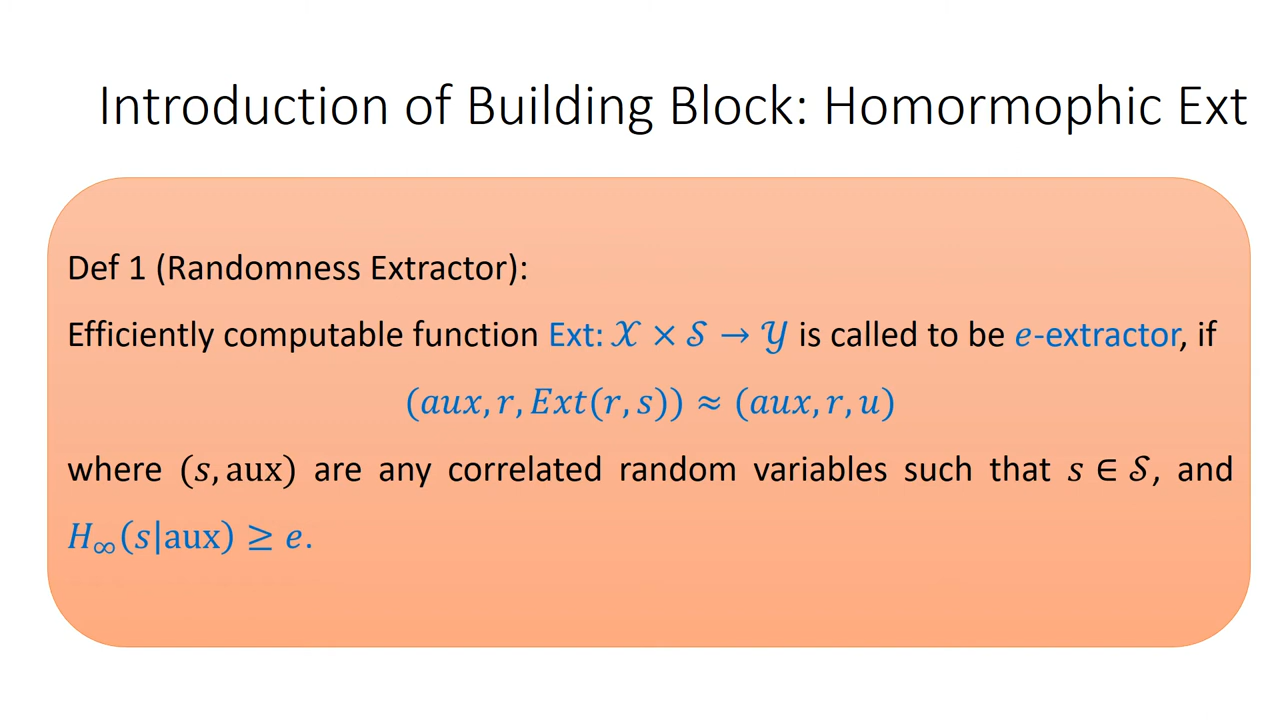 Introduction of Building Block: Homormophic Ext
Def 1 (Randomness Extractor):
Efficiently computable function Ext: 𝒳 × 𝒮 → 𝒴 is called to be e-extractor, if
(aux, r, Ext(r, s)) ≈ (aux, r, u)
where (s, aux) are any correlated random variables such that s ∈ 𝒮, and
H∞(s|aux) ≥ e.